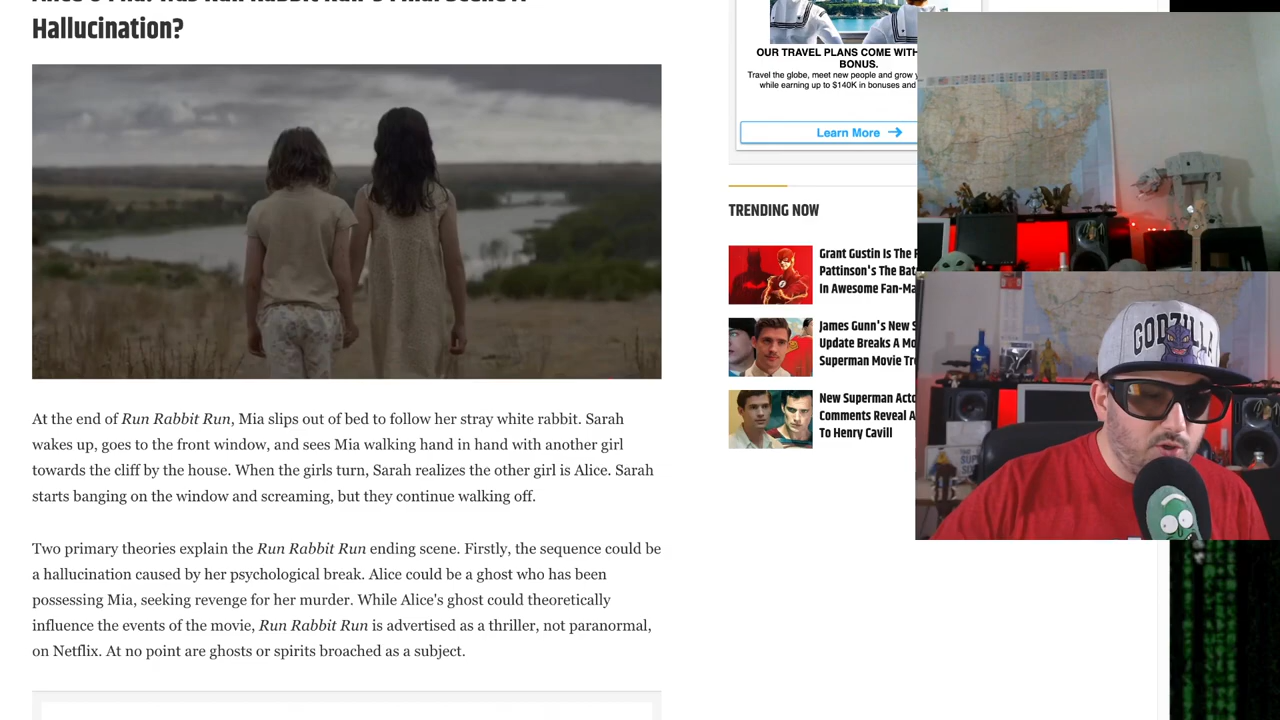 Hallucination?
At the end of Run Rabbit Run, Mia slips out of bed to follow her stray white rabbit. Sarah
wakes up, goes to the front window, and sees Mia walking hand in hand with another girl
towards the cliff by the house. When the girls turn, Sarah realizes the other girl is Alice. Sarah
starts banging on the window and screaming, but they continue walking off.
Two primary theories explain the Run Rabbit Run ending scene. Firstly, the sequence could be
a hallucination caused by her psychological break. Alice could be a ghost who has been
possessing Mia, seeking revenge for her murder. While Alice's ghost could theoretically
influence the events of the movie, Run Rabbit Run is advertised as a thriller, not paranormal,
on Netflix. At no point are ghosts or spirits broached as a subject.
OUR TRAVEL PLANS COME WITH
BONUS.
Travel the globe, meet new people and grow
while earning up to $140K in bonuses and
Learn More
TRENDING NOW
Grant Gustin Is The
Pattinson's The Bat
In Awesome Fan-Ma
James Gunn's New S
Update Breaks A Mo
Superman Movie Tr
New Superman Acto
Comments Reveal A
To Henry Cavill
GODZILLA